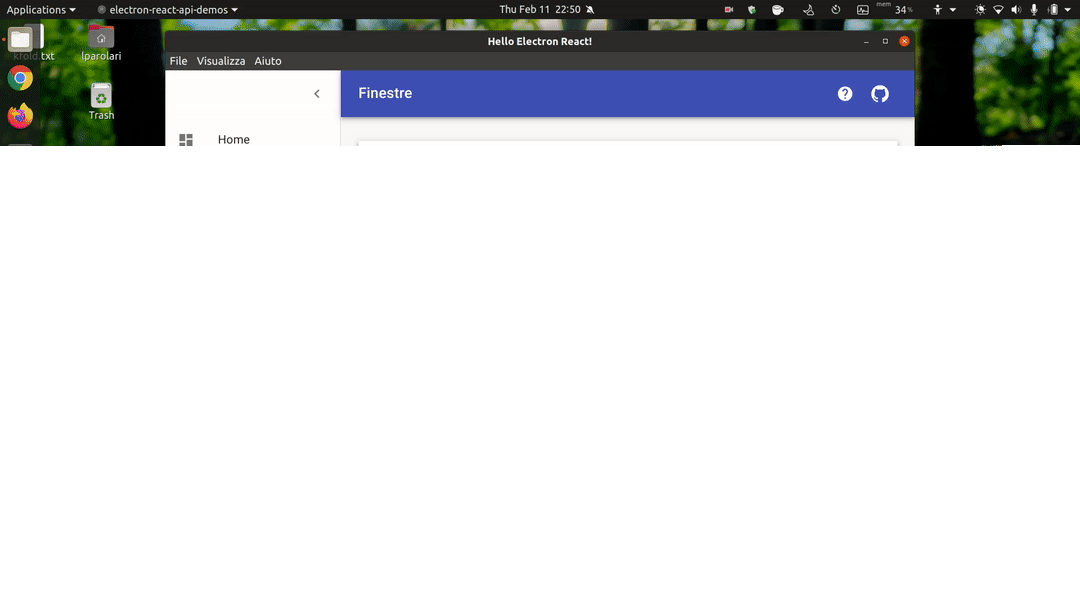 Applications electron-react-api-demos Thu Feb 11 22:50 mem 34%
kfold.txt lparolari
Trash
Hello Electron React!
File Visualizza Aiuto
Finestre
Home